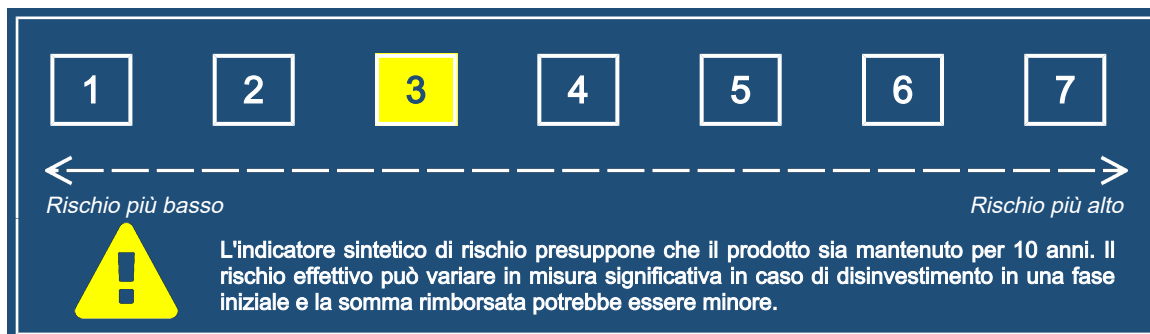 1 2 3 4 5 6 7
Rischio più basso Rischio più alto
L'indicatore sintetico di rischio presuppone che il prodotto sia mantenuto per 10 anni. Il
rischio effettivo può variare in misura significativa in caso di disinvestimento in una fase
iniziale e la somma rimborsata potrebbe essere minore.